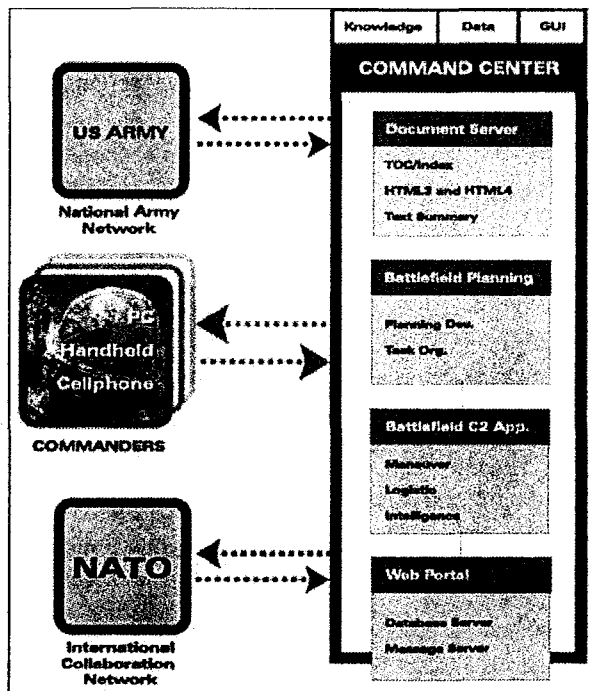 Knowledge
Data
GUI
COMMAND CENTER
US ARMY
National Army
Network
Document Server
TOC/Index
HTML3 and HTML4
Text Summary
PC
Handheld
Cellphone
COMMANDERS
Battlefield Planning
Planning Dev.
Task Org.
Battlefield C2 App.
Maneuver
Logistic
Intelligence
NATO
International
Collaboration
Network
Web Portal
Database Server
Message Server